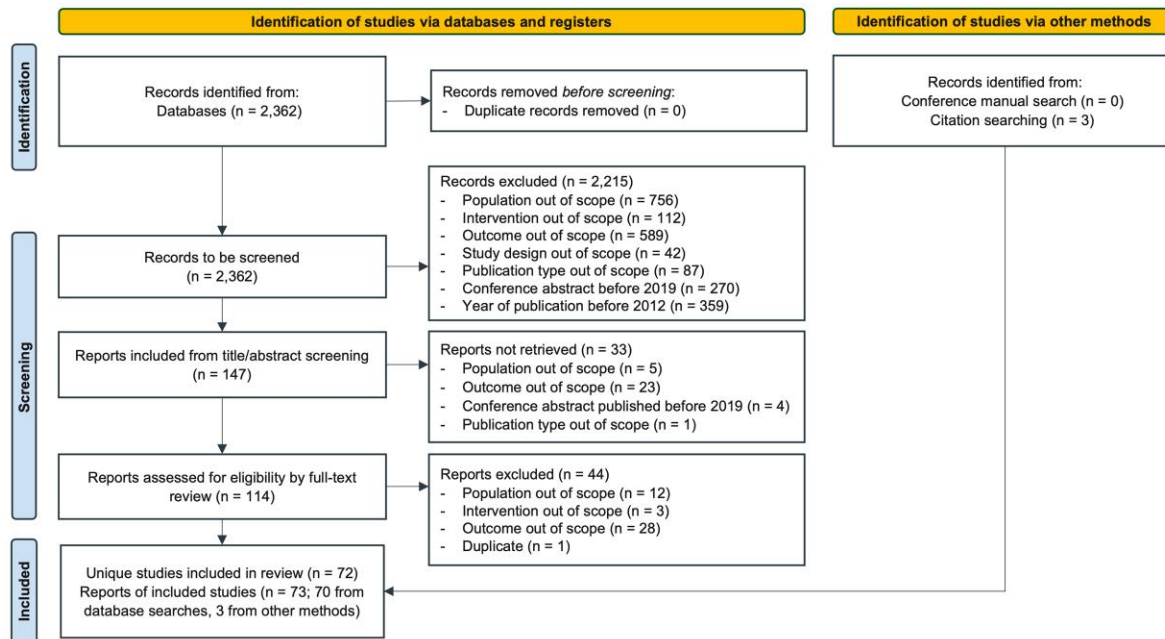 Identification of studies via databases and registers
Identification of studies via other methods
Identification
Records identified from:
Databases (n = 2,362)
Records removed before screening:
- Duplicate records removed (n = 0)
Records identified from:
Conference manual search (n = 0)
Citation searching (n = 3)
Screening
Records to be screened
(n = 2,362)
Records excluded (n = 2,215)
- Population out of scope (n = 756)
- Intervention out of scope (n = 112)
- Outcome out of scope (n = 589)
- Study design out of scope (n = 42)
- Publication type out of scope (n = 87)
- Conference abstract before 2019 (n = 270)
- Year of publication before 2012 (n = 359)
Reports included from title/abstract screening
(n = 147)
Reports not retrieved (n = 33)
- Population out of scope (n = 5)
- Outcome out of scope (n = 23)
- Conference abstract published before 2019 (n = 4)
- Publication type out of scope (n = 1)
Reports assessed for eligibility by full-text
review (n = 114)
Reports excluded (n = 44)
- Population out of scope (n = 12)
- Intervention out of scope (n = 3)
- Outcome out of scope (n = 28)
- Duplicate (n = 1)
Included
Unique studies included in review (n = 72)
Reports of included studies (n = 73; 70 from
database searches, 3 from other methods)